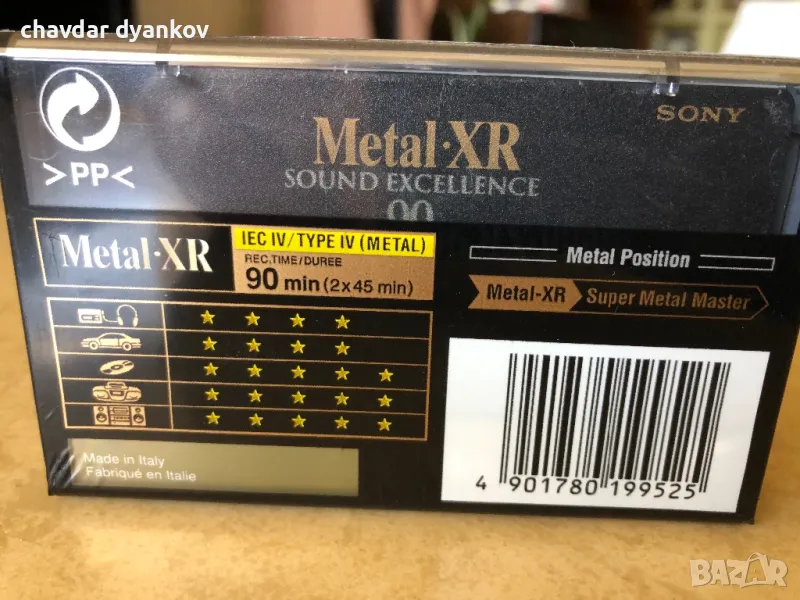 chavdar dyankov
SONY
Metal·XR
SOUND EXCELLENCE
90
>PP<
Metal·XR
IEC IV/TYPE IV (METAL)
REC.TIME/DUREE
90 min (2x45 min)
Metal Position
Metal-XR Super Metal Master
Made in Italy
Fabriqué en Italie
4 901780 199525
BAZAR